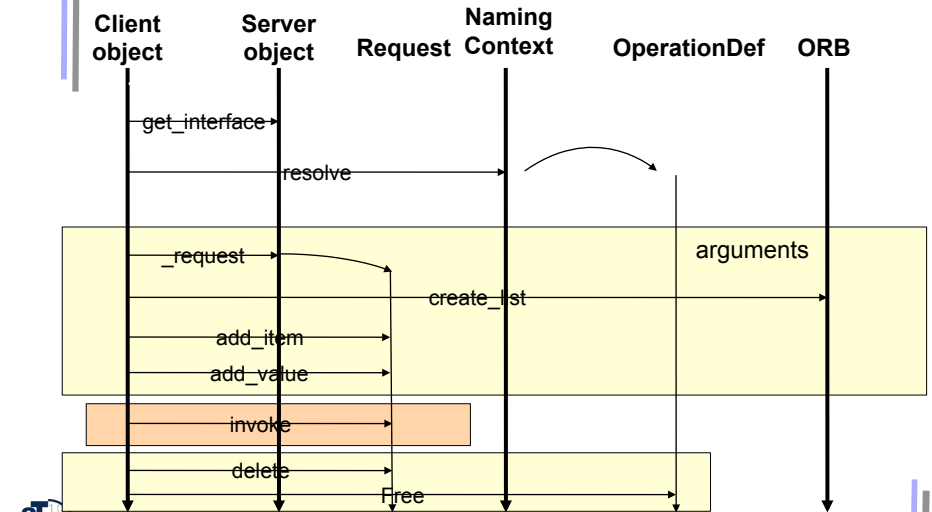 Client
object
Server
object
Request
Naming
Context
OperationDef
ORB
get_interface
resolve
_request
arguments
create_list
add_item
add_value
invoke
delete
Free